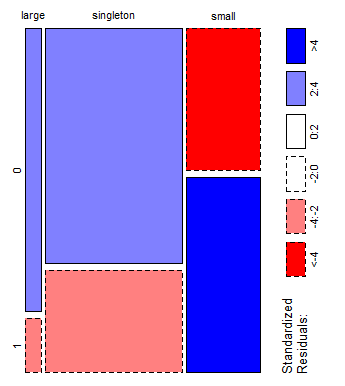 large singleton small
0
1
>4
2:4
0:2
-2:0
-4:-2
<-4
Standardized
Residuals: